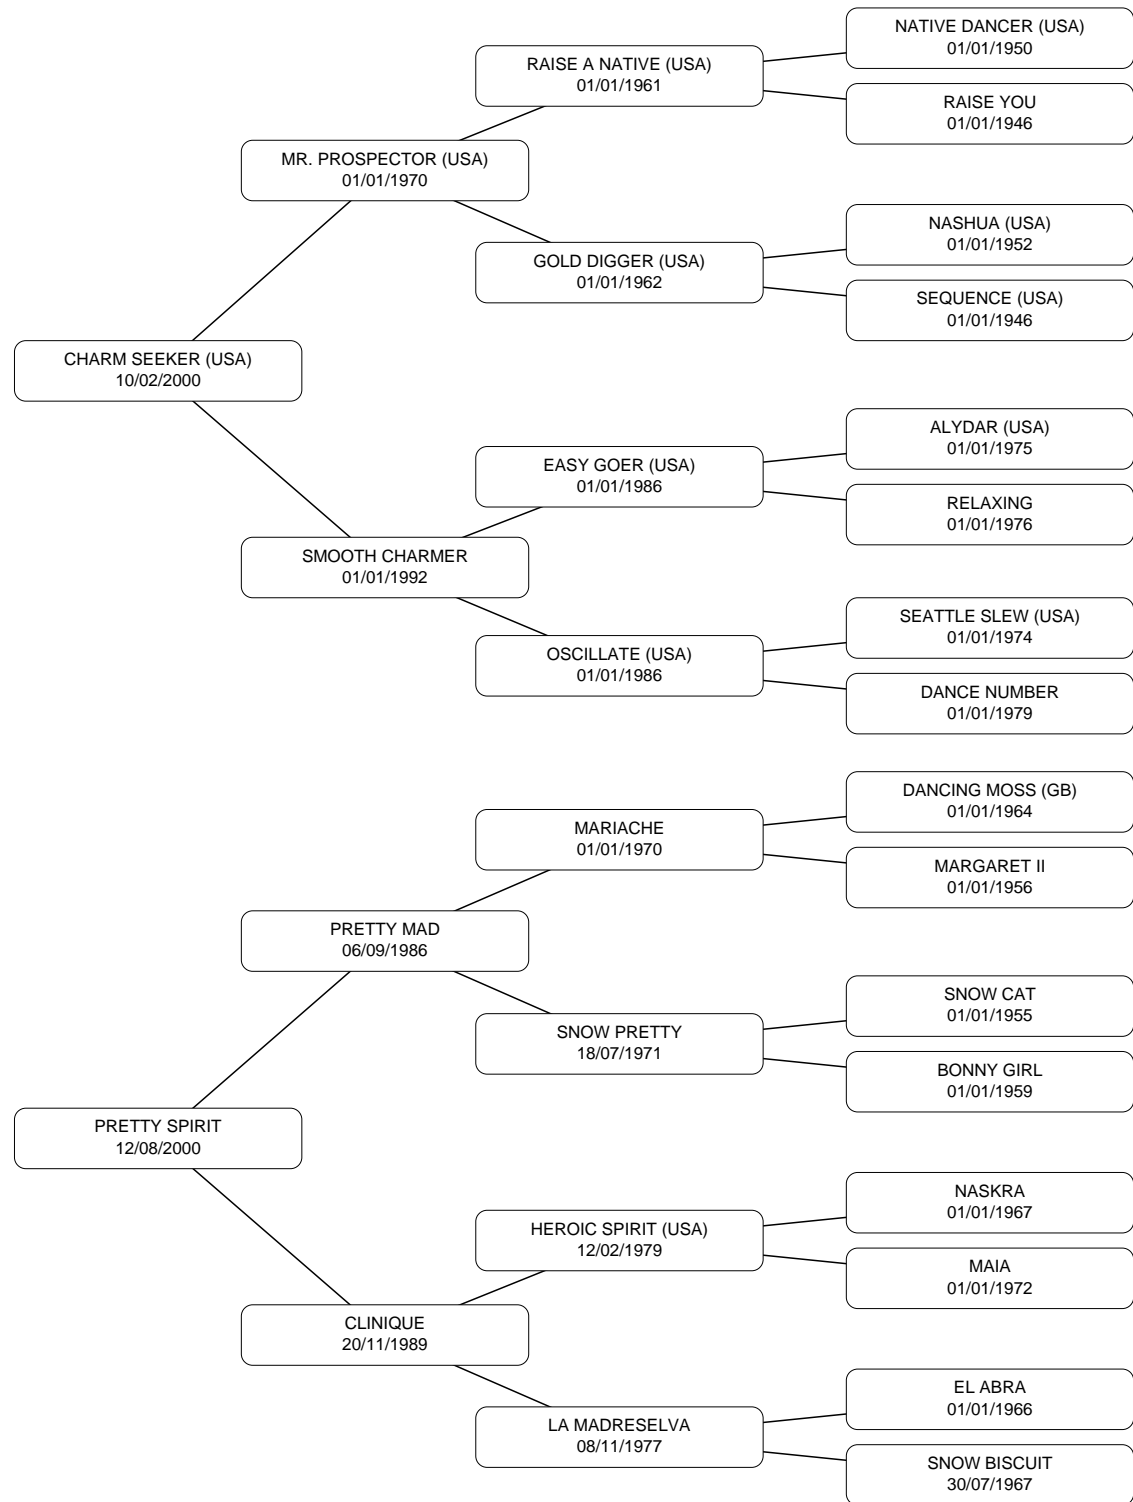 NATIVE DANCER (USA)
01/01/1950
RAISE A NATIVE (USA)
01/01/1961
RAISE YOU
01/01/1946
MR. PROSPECTOR (USA)
01/01/1970
NASHUA (USA)
01/01/1952
GOLD DIGGER (USA)
01/01/1962
SEQUENCE (USA)
01/01/1946
CHARM SEEKER (USA)
10/02/2000
ALYDAR (USA)
01/01/1975
EASY GOER (USA)
01/01/1986
RELAXING
01/01/1976
SMOOTH CHARMER
01/01/1992
SEATTLE SLEW (USA)
01/01/1974
OSCILLATE (USA)
01/01/1986
DANCE NUMBER
01/01/1979
DANCING MOSS (GB)
01/01/1964
MARIACHE
01/01/1970
MARGARET II
01/01/1956
PRETTY MAD
06/09/1986
SNOW CAT
01/01/1955
SNOW PRETTY
18/07/1971
BONNY GIRL
01/01/1959
PRETTY SPIRIT
12/08/2000
NASKRA
01/01/1967
HEROIC SPIRIT (USA)
12/02/1979
MAIA
01/01/1972
CLINIQUE
20/11/1989
EL ABRA
01/01/1966
LA MADRESELVA
08/11/1977
SNOW BISCUIT
30/07/1967